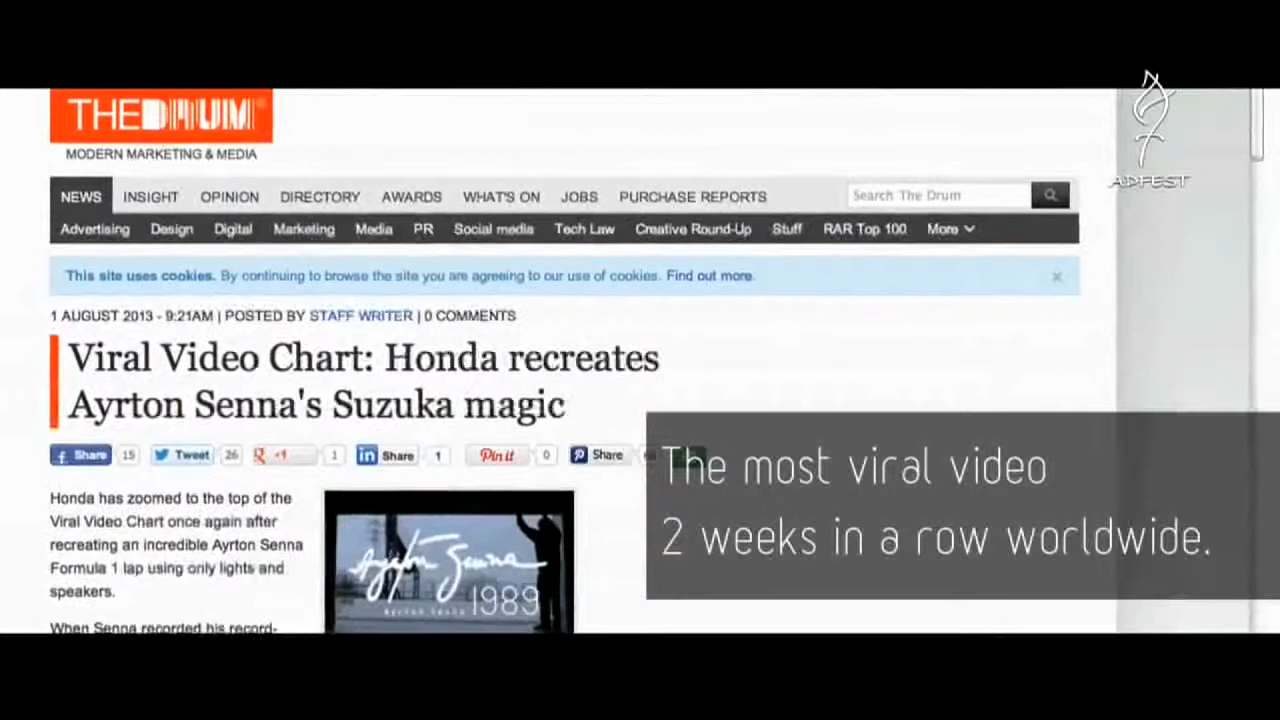 THE DRUM
MODERN MARKETING & MEDIA
ADFEST
NEWS INSIGHT OPINION DIRECTORY AWARDS WHAT'S ON JOBS PURCHASE REPORTS Search The Drum
Advertising Design Digital Marketing Media PR Social media Tech Law Creative Round-Up Stuff RAR Top 100 More
This site uses cookies. By continuing to browse the site you are agreeing to our use of cookies. Find out more. ×
1 AUGUST 2013 - 9:21AM | POSTED BY STAFF WRITER | 0 COMMENTS
Viral Video Chart: Honda recreates
Ayrton Senna's Suzuka magic
Share 15 Tweet 26 +1 1 Share 1 Pin it 0 Share
The most viral video
2 weeks in a row worldwide.
Honda has zoomed to the top of the
Viral Video Chart once again after
recreating an incredible Ayrton Senna
Formula 1 lap using only lights and
speakers.
When Senna recorded his record-
Ayrton Senna
Ayrton Senna 1989